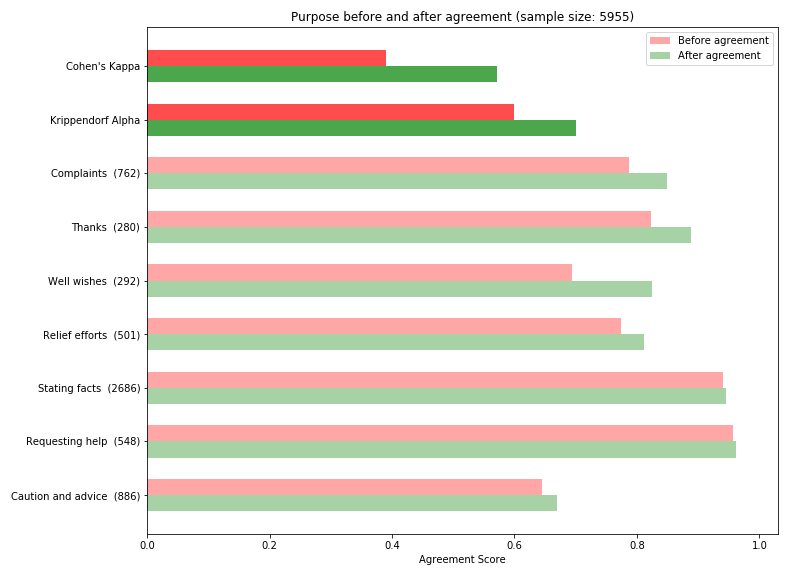 Purpose before and after agreement (sample size: 5955)
Before agreement
After agreement
Cohen's Kappa
Krippendorf Alpha
Complaints  (762)
Thanks  (280)
Well wishes  (292)
Relief efforts  (501)
Stating facts  (2686)
Requesting help  (548)
Caution and advice  (886)
0.0 0.2 0.4 0.6 0.8 1.0
Agreement Score